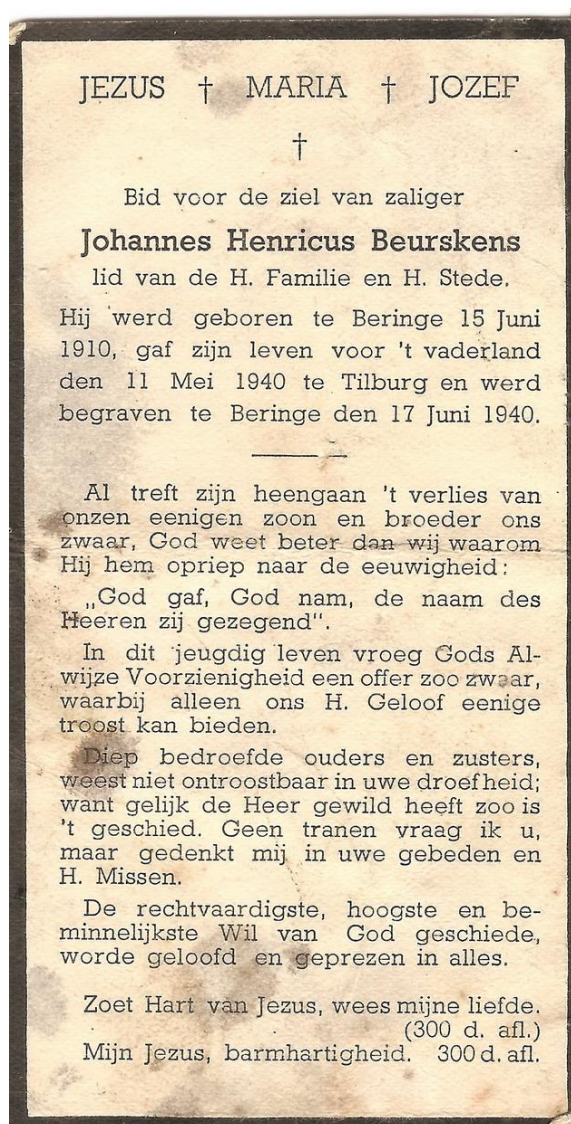 JEZUS † MARIA † JOZEF
†
Bid voor de ziel van zaliger
Johannes Henricus Beurskens
lid van de H. Familie en H. Stede.
Hij werd geboren te Beringe 15 Juni
1910, gaf zijn leven voor 't vaderland
den 11 Mei 1940 te Tilburg en werd
begraven te Beringe den 17 Juni 1940.
Al treft zijn heengaan 't verlies van
onzen eenigen zoon en broeder ons
zwaar, God weet beter dan wij waarom
Hij hem opriep naar de eeuwigheid:
„God gaf, God nam, de naam des
Heeren zij gezegend".
In dit jeugdig leven vroeg Gods Al-
wijze Voorzienigheid een offer zoo zwaar,
waarbij alleen ons H. Geloof eenige
troost kan bieden.
Diep bedroefde ouders en zusters,
weest niet ontroostbaar in uwe droefheid;
want gelijk de Heer gewild heeft zoo is
't geschied. Geen tranen vraag ik u,
maar gedenkt mij in uwe gebeden en
H. Missen.
De rechtvaardigste, hoogste en be-
minnelijkste Wil van God geschiede,
worde geloofd en geprezen in alles.
Zoet Hart van Jezus, wees mijne liefde.
(300 d. afl.)
Mijn Jezus, barmhartigheid. 300 d. afl.